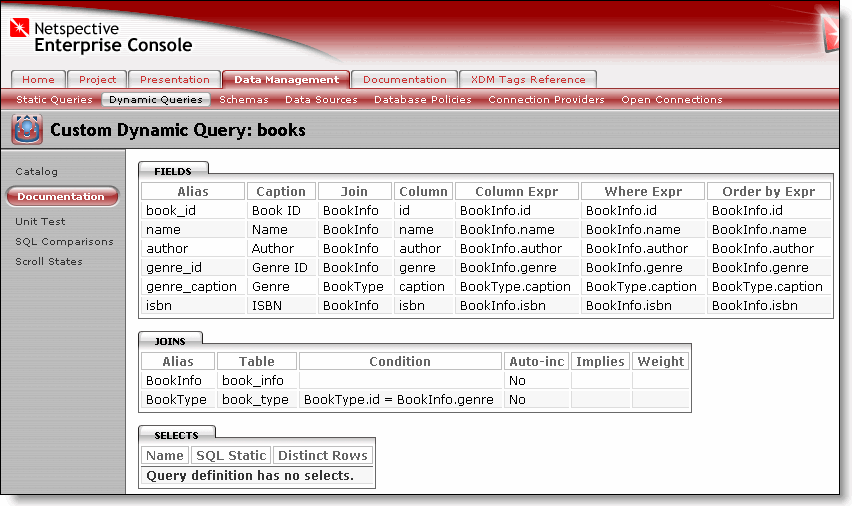 Netspective
Enterprise Console
Home Project Presentation Data Management Documentation XDM Tags Reference
Static Queries Dynamic Queries Schemas Data Sources Database Policies Connection Providers Open Connections
Custom Dynamic Query: books
Catalog
Documentation
Unit Test
SQL Comparisons
Scroll States
FIELDS
Alias Caption Join Column Column Expr Where Expr Order by Expr
book_id Book ID BookInfo id BookInfo.id BookInfo.id BookInfo.id
name Name BookInfo name BookInfo.name BookInfo.name BookInfo.name
author Author BookInfo author BookInfo.author BookInfo.author BookInfo.author
genre_id Genre ID BookInfo genre BookInfo.genre BookInfo.genre BookInfo.genre
genre_caption Genre BookType caption BookType.caption BookType.caption BookType.caption
isbn ISBN BookInfo isbn BookInfo.isbn BookInfo.isbn BookInfo.isbn
JOINS
Alias Table Condition Auto-inc Implies Weight
BookInfo book_info No
BookType book_type BookType.id = BookInfo.genre No
SELECTS
Name SQL Static Distinct Rows
Query definition has no selects.